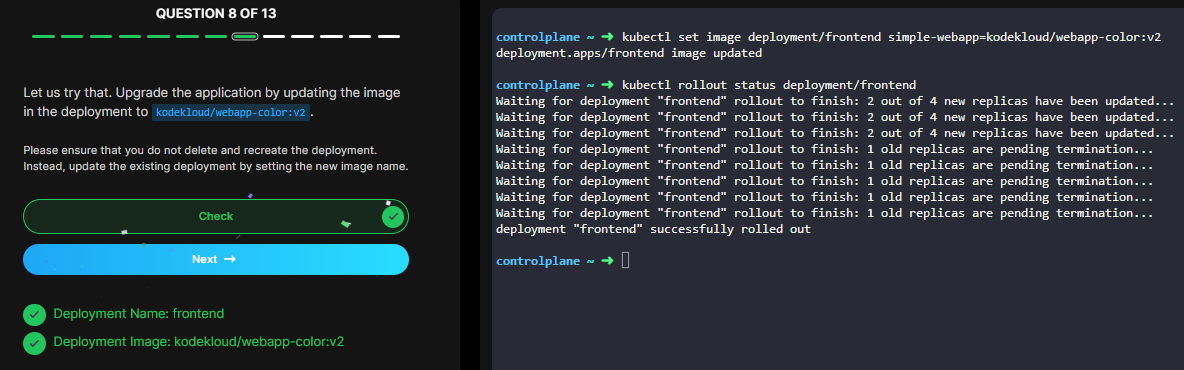 QUESTION 8 OF 13
Let us try that. Upgrade the application by updating the image
in the deployment to kodekloud/webapp-color:v2.
Please ensure that you do not delete and recreate the deployment.
Instead, update the existing deployment by setting the new image name.
Check
Next →
Deployment Name: frontend
Deployment Image: kodekloud/webapp-color:v2
controlplane ~ ➜ kubectl set image deployment/frontend simple-webapp=kodekloud/webapp-color:v2
deployment.apps/frontend image updated
controlplane ~ ➜ kubectl rollout status deployment/frontend
Waiting for deployment "frontend" rollout to finish: 2 out of 4 new replicas have been updated...
Waiting for deployment "frontend" rollout to finish: 2 out of 4 new replicas have been updated...
Waiting for deployment "frontend" rollout to finish: 2 out of 4 new replicas have been updated...
Waiting for deployment "frontend" rollout to finish: 1 old replicas are pending termination...
Waiting for deployment "frontend" rollout to finish: 1 old replicas are pending termination...
Waiting for deployment "frontend" rollout to finish: 1 old replicas are pending termination...
Waiting for deployment "frontend" rollout to finish: 1 old replicas are pending termination...
Waiting for deployment "frontend" rollout to finish: 1 old replicas are pending termination...
deployment "frontend" successfully rolled out
controlplane ~ ➜